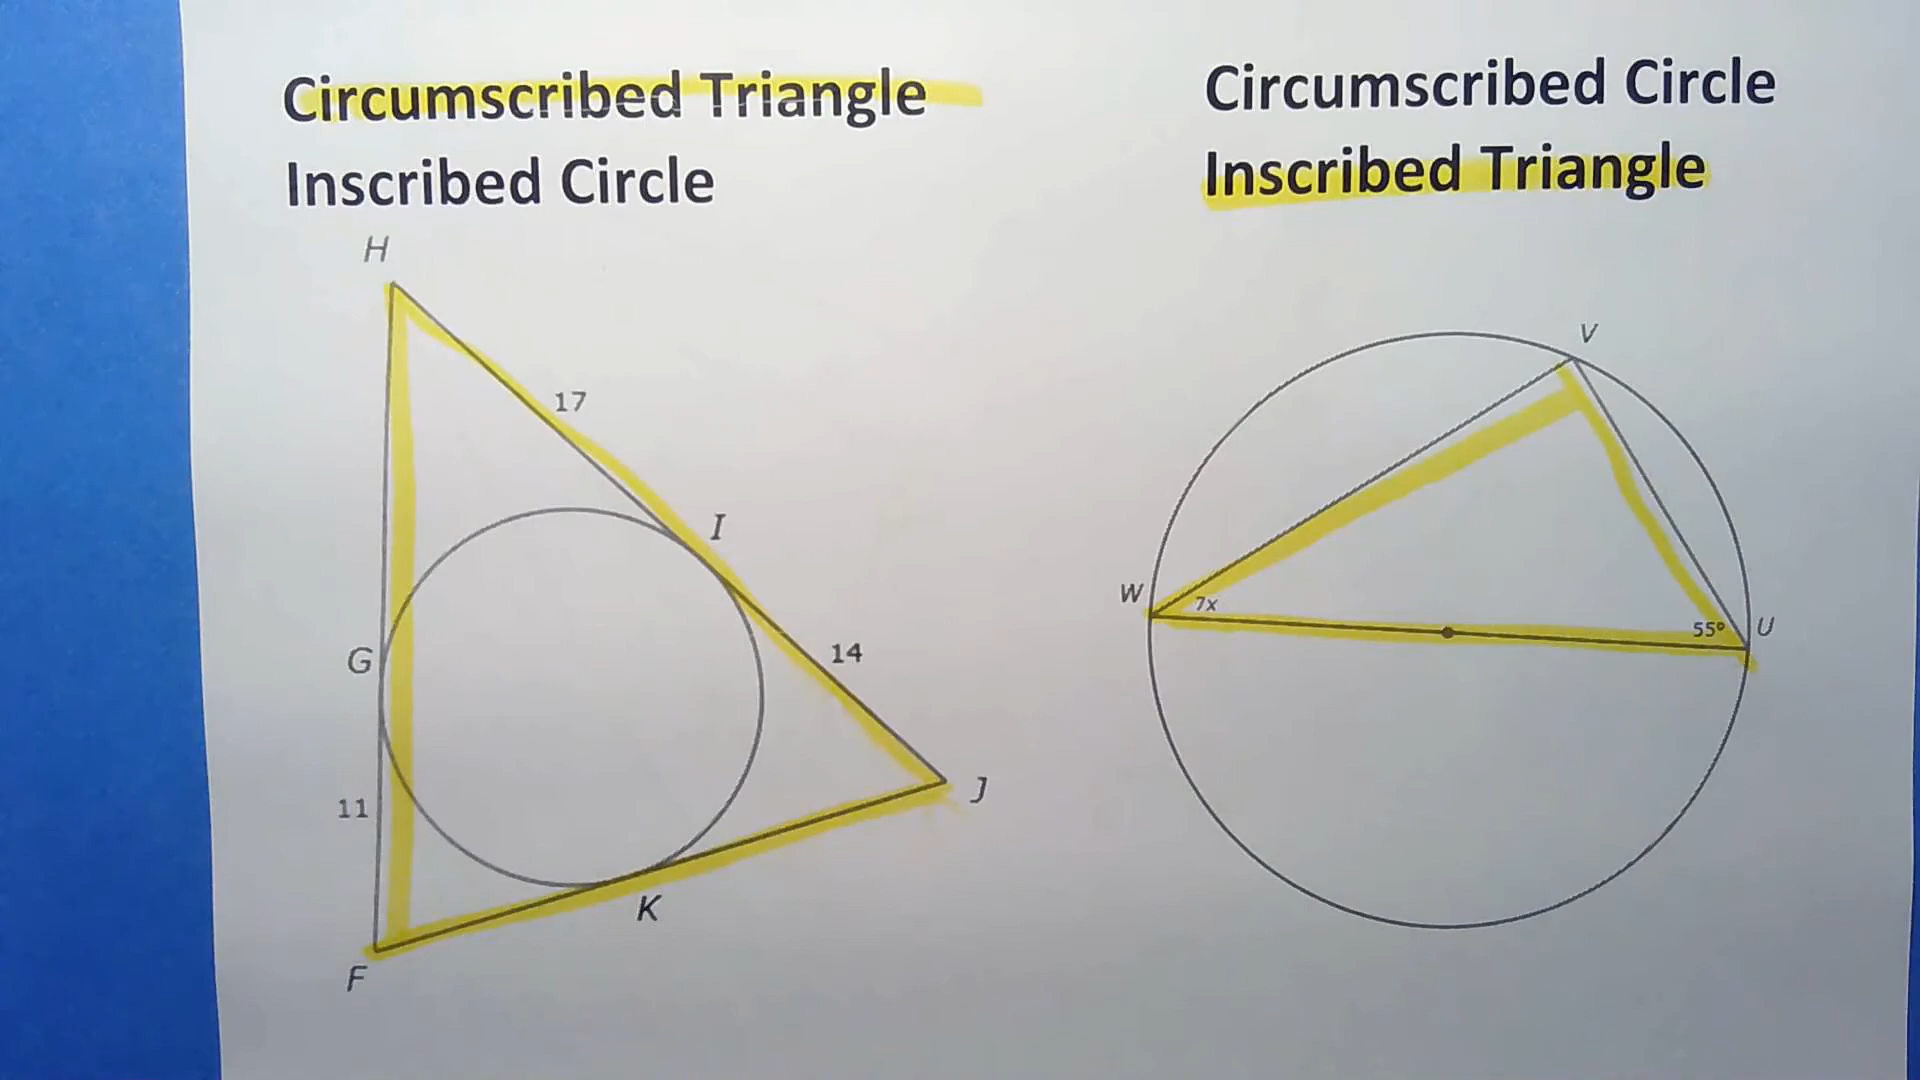 Circumscribed Triangle
Inscribed Circle
H
17
I
G
14
J
11
K
F
Circumscribed Circle
Inscribed Triangle
V
W
7x
55°
U